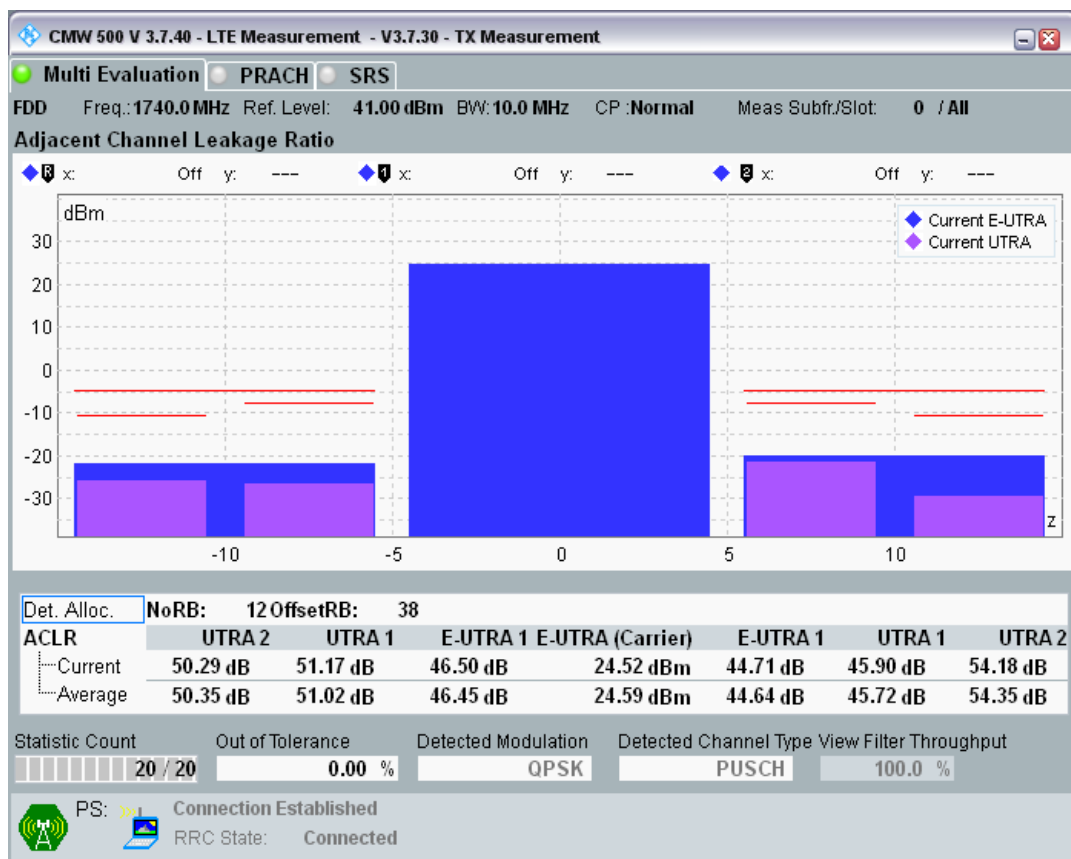 CMW 500 V 3.7.40 - LTE Measurement - V3.7.30 - TX Measurement
Multi Evaluation PRACH SRS
FDD Freq.: 1740.0 MHz Ref. Level: 41.00 dBm BW: 10.0 MHz CP :Normal Meas Subfr./Slot: 0 / All
Adjacent Channel Leakage Ratio
R x: Off y: --- 1 x: Off y: --- 2 x: Off y: ---
dBm
Current E-UTRA
Current UTRA
30
20
10
0
-10
-20
-30
z
-10 -5 0 5 10
Det. Alloc. NoRB: 12 OffsetRB: 38
ACLR UTRA 2 UTRA 1 E-UTRA 1 E-UTRA (Carrier) E-UTRA 1 UTRA 1 UTRA 2
Current 50.29 dB 51.17 dB 46.50 dB 24.52 dBm 44.71 dB 45.90 dB 54.18 dB
Average 50.35 dB 51.02 dB 46.45 dB 24.59 dBm 44.64 dB 45.72 dB 54.35 dB
Statistic Count Out of Tolerance Detected Modulation Detected Channel Type View Filter Throughput
20 / 20 0.00 % QPSK PUSCH 100.0 %
PS: Connection Established
RRC State: Connected